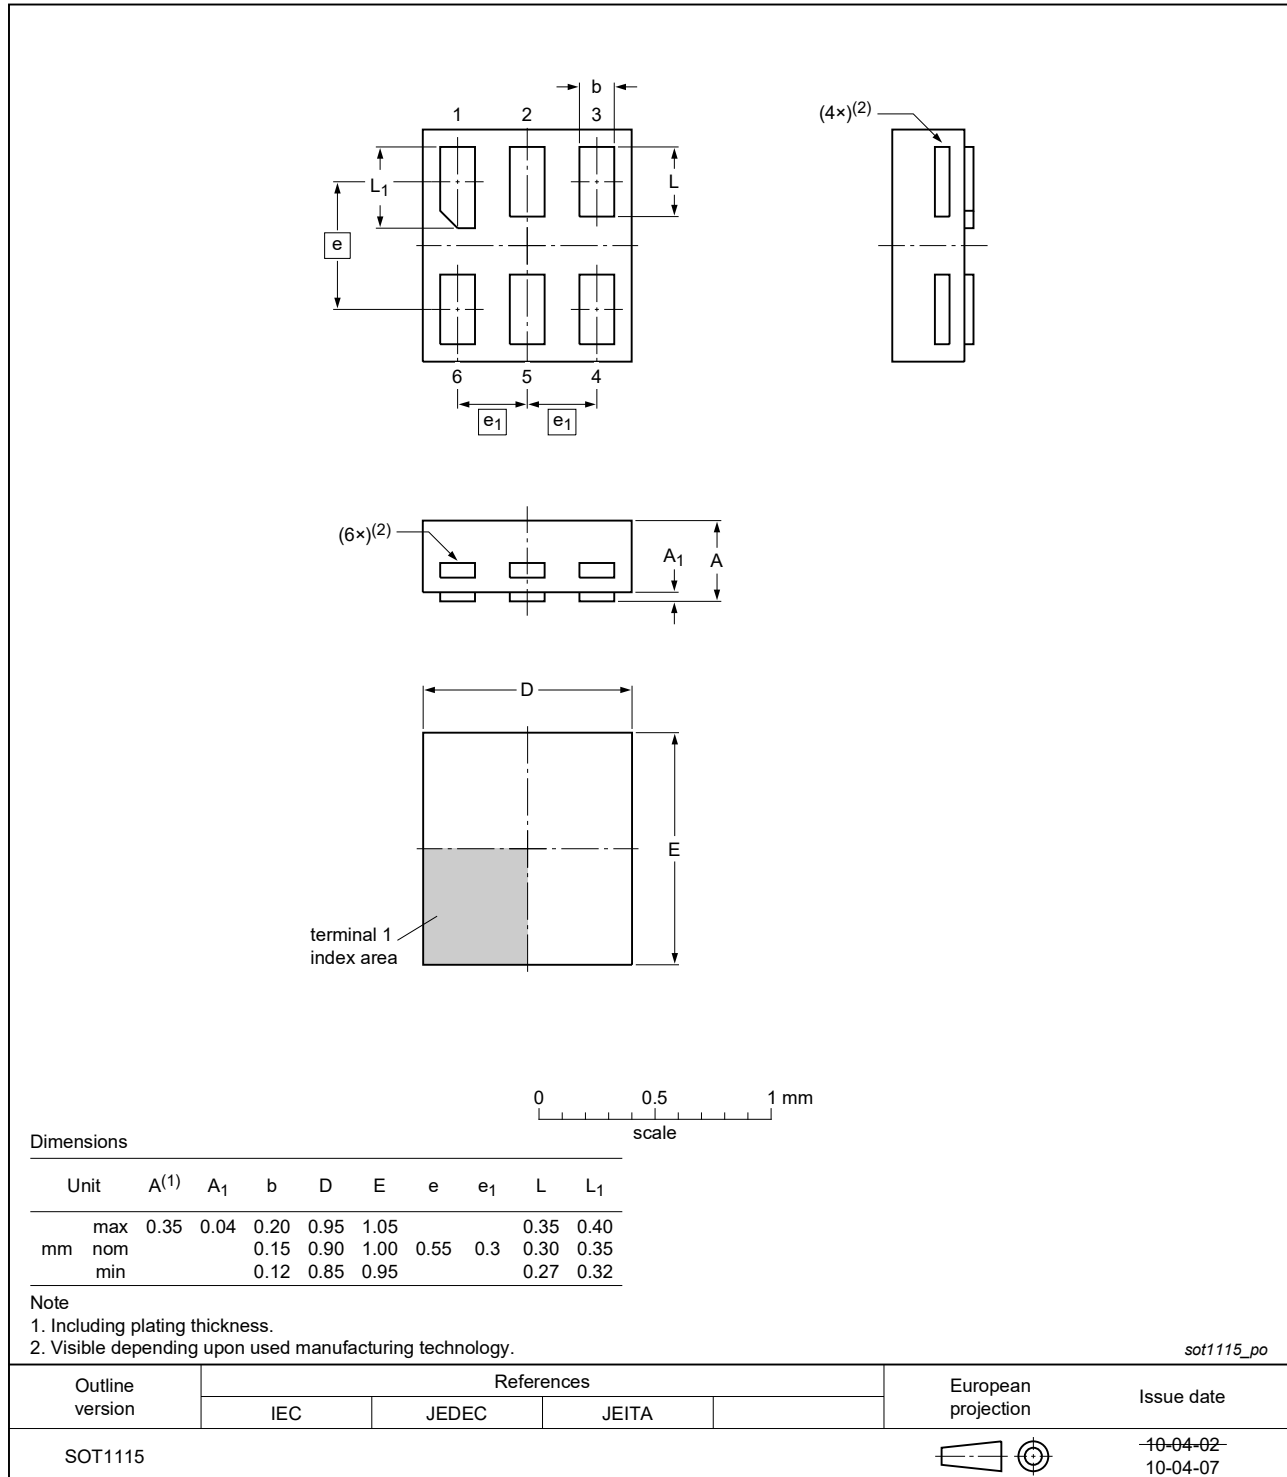 b
1 2 3
(4×)(2)
L1
L
e
6 5 4
e1 e1
(6×)(2)
A1 A
D
E
terminal 1
index area
0 0.5 1 mm
scale
Dimensions
Unit A(1) A1 b D E e e1 L L1
max 0.35 0.04 0.20 0.95 1.05 0.35 0.40
mm nom 0.15 0.90 1.00 0.55 0.3 0.30 0.35
min 0.12 0.85 0.95 0.27 0.32
Note
1. Including plating thickness.
2. Visible depending upon used manufacturing technology.
sot1115_po
Outline version
References
European projection
Issue date
IEC JEDEC JEITA
SOT1115
10-04-02
10-04-07